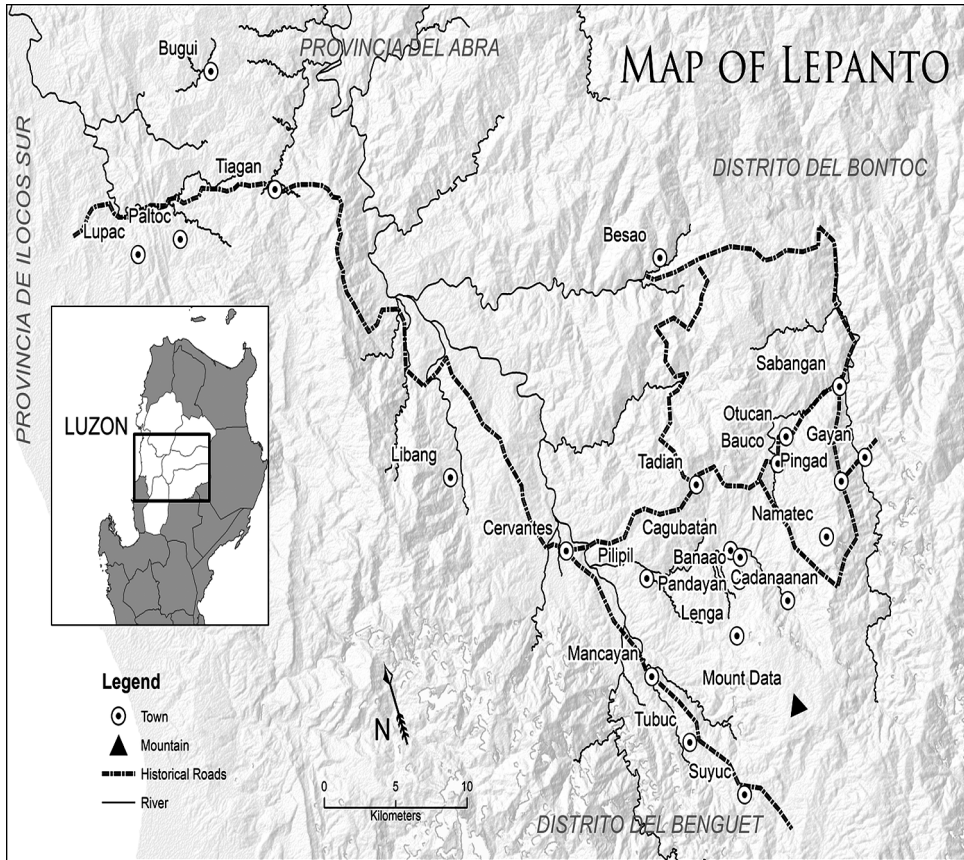 MAP OF LEPANTO
Bugui
PROVINCIA DEL ABRA
PROVINCIA DE ILOCOS SUR
DISTRITO DEL BONTOC
Tiagan
Paltoc
Lupac
Besao
Sabangan
LUZON
Otucan
Bauco
Gayan
Pingad
Libang
Tadian
Namatec
Cervantes
Cagubatan
Pilipil
Banaao
Pandayan
Cadanaanan
Lenga
Mancayan
Mount Data
Tubuc
Suyuc
Legend
Town
Mountain
Historical Roads
River
N
0 5 10
Kilometers
DISTRITO DEL BENGUET